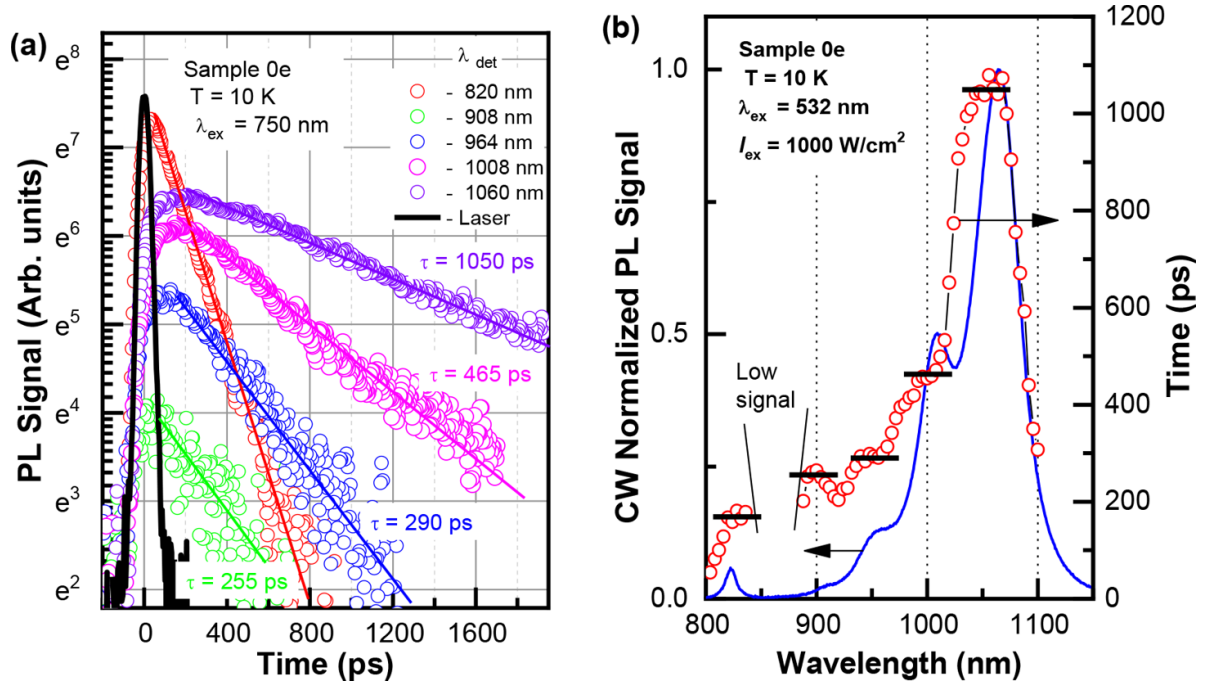 (a)
PL Signal (Arb. units)
e⁸
e⁷
e⁶
e⁵
e⁴
e³
e²
Sample 0e
T = 10 K
λex = 750 nm
λ det
- 820 nm
- 908 nm
- 964 nm
- 1008 nm
- 1060 nm
- Laser
τ = 1050 ps
τ = 465 ps
τ = 290 ps
τ = 255 ps
0 400 800 1200 1600
Time (ps)
(b)
CW Normalized PL Signal
1.0
0.5
0.0
Sample 0e
T = 10 K
λex = 532 nm
Iex = 1000 W/cm²
Low
signal
1200
1000
800
600
400
200
0
Time (ps)
800 900 1000 1100
Wavelength (nm)